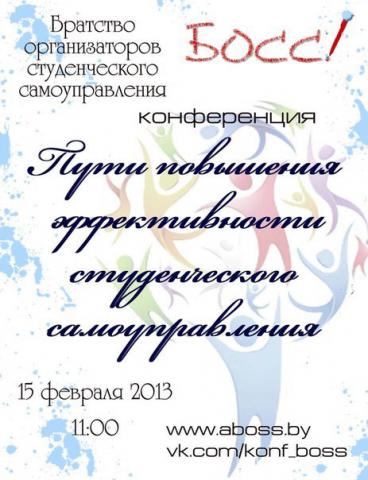 Братство
организаторов
студенческого
самоуправления
БОСС!
конференция
Пути повышения
эффективности
студенческого
самоуправления
15 февраля 2013
11:00
www.aboss.by
vk.com/konf_boss